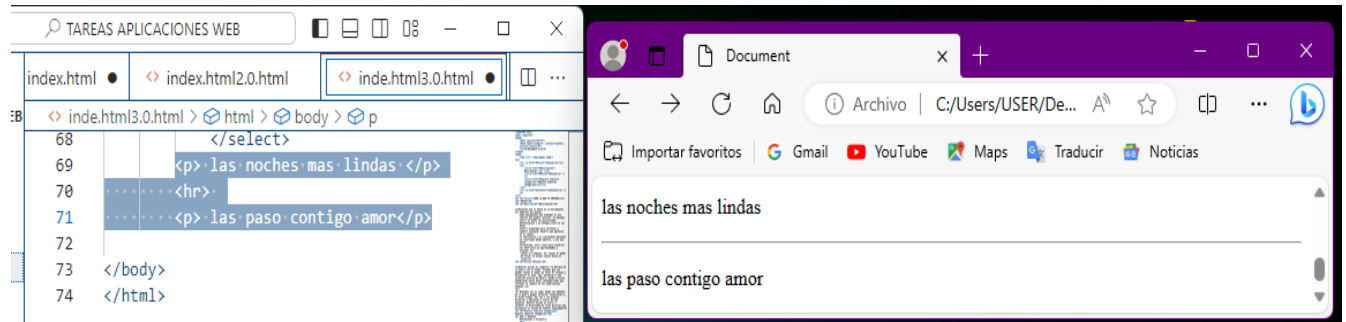 TAREAS APLICACIONES WEB
index.html
index.html2.0.html
inde.html3.0.html
EB
inde.html3.0.html > html > body > p
68 </select>
69 <p> las noches mas lindas </p>
70 <hr>
71 <p> las paso contigo amor</p>
72
73 </body>
74 </html>
Document
Archivo C:/Users/USER/De...
Importar favoritos Gmail YouTube Maps Traducir Noticias
las noches mas lindas
las paso contigo amor